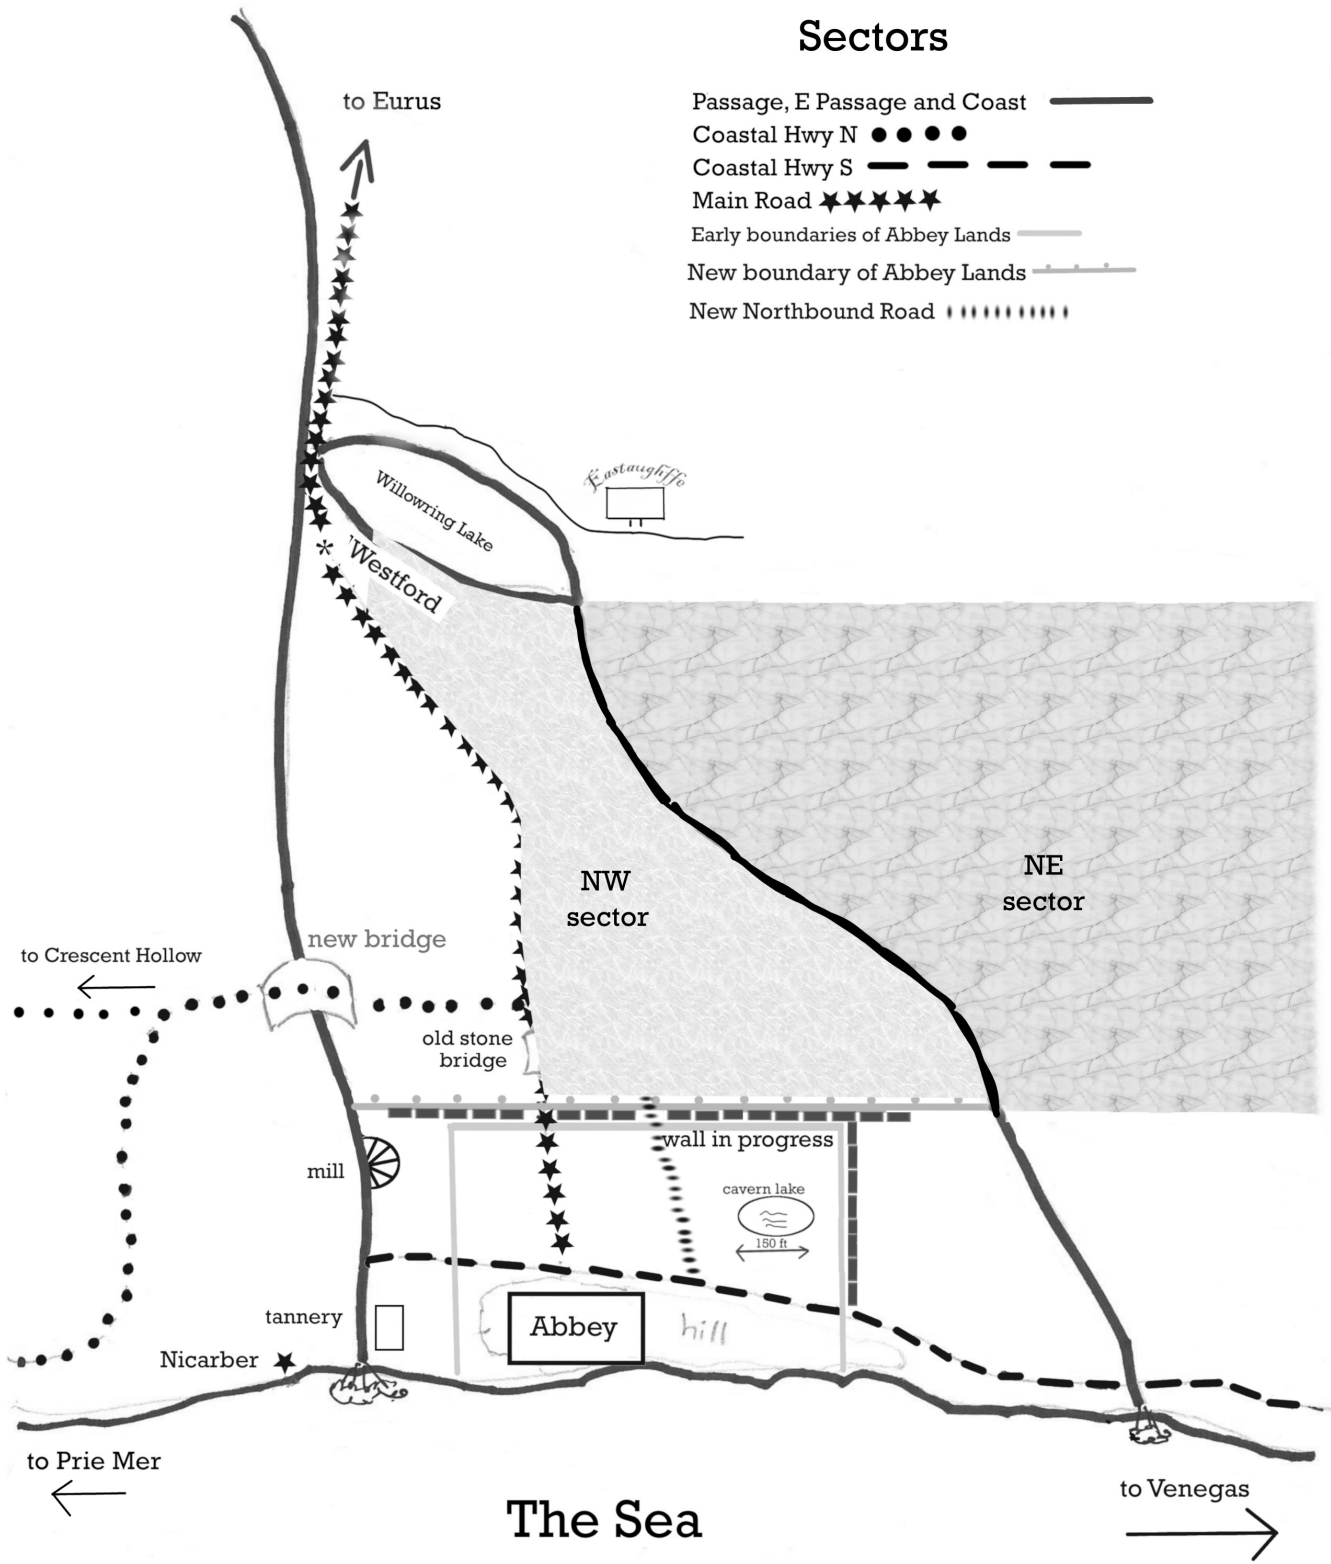 Sectors
to Eurus
Passage, E Passage and Coast
Coastal Hwy N
Coastal Hwy S
Main Road
Early boundaries of Abbey Lands
New boundary of Abbey Lands
New Northbound Road
Eastaughffe
Willowring Lake
Westford
NW
sector
NE
sector
new bridge
to Crescent Hollow
old stone
bridge
wall in progress
mill
cavern lake
150 ft
tannery
Abbey
hill
Nicarber
to Prie Mer
to Venegas
The Sea